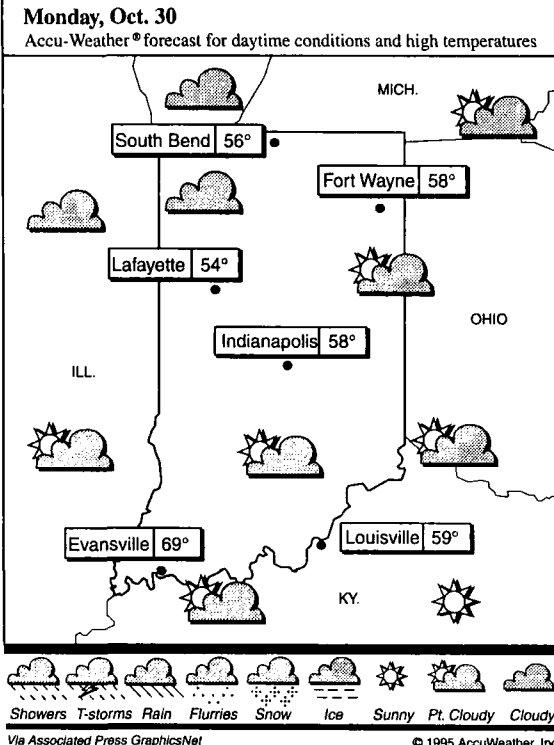 Monday, Oct. 30
Accu-Weather® forecast for daytime conditions and high temperatures
MICH.
South Bend 56°
Fort Wayne 58°
Lafayette 54°
OHIO
Indianapolis 58°
ILL.
Evansville 69°
Louisville 59°
KY.
Showers T-storms Rain Flurries Snow Ice Sunny Pt. Cloudy Cloudy
Via Associated Press GraphicsNet
© 1995 AccuWeather, Inc